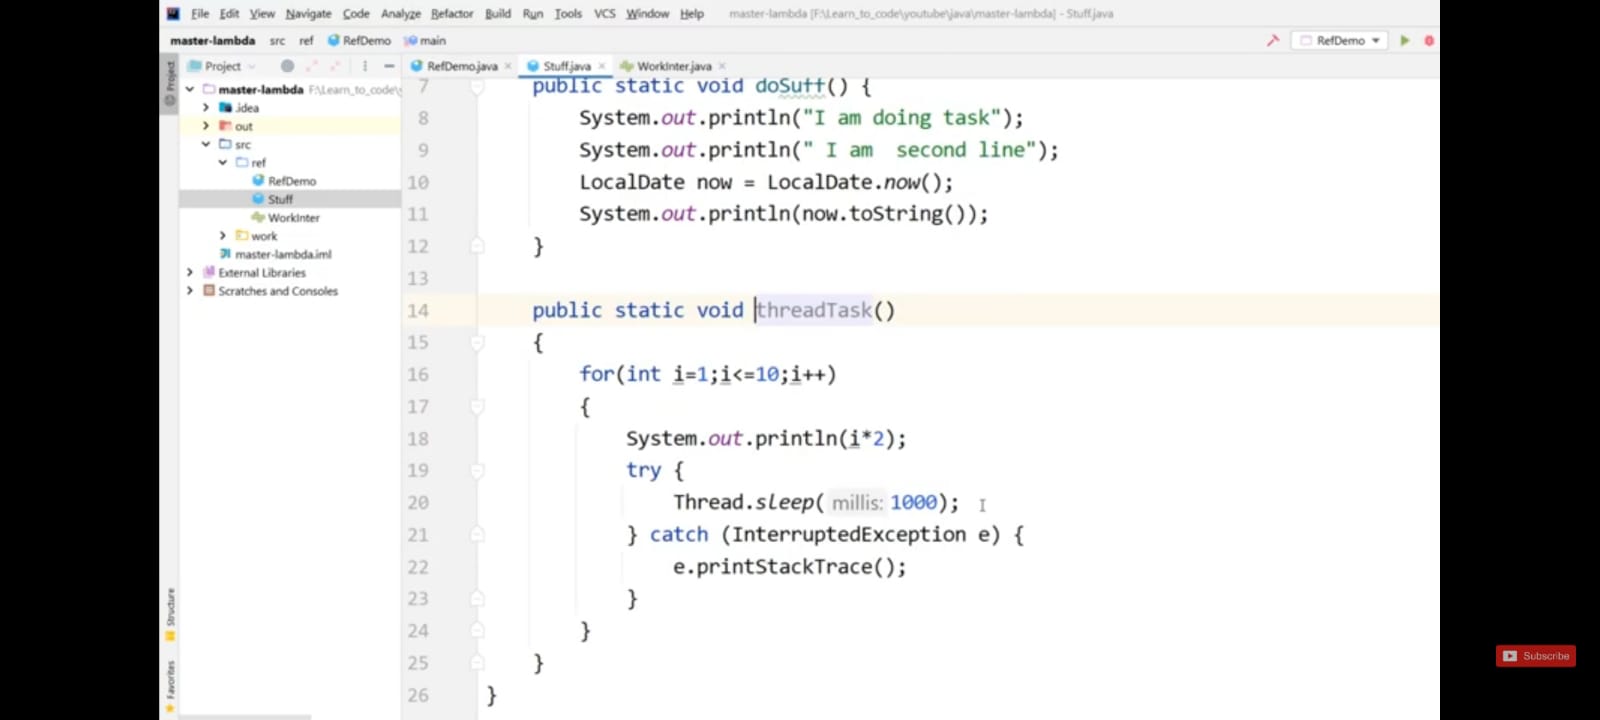 File Edit View Navigate Code Analyze Refactor Build Run Tools VCS Window Help master-lambda [F:\Learn_to_code\youtube\java\master-lambda] - Stuff.java
master-lambda src ref RefDemo main RefDemo
Project Project RefDemo.java Stuff.java WorkInter.java
master-lambda F:\Learn_to_code\
.idea
out
src
ref
RefDemo
Stuff
WorkInter
work
master-lambda.iml
External Libraries
Scratches and Consoles
Structure
Favorites
7 public static void doSuff() {
8 System.out.println("I am doing task");
9 System.out.println(" I am  second line");
10 LocalDate now = LocalDate.now();
11 System.out.println(now.toString());
12 }
13
14 public static void threadTask()
15 {
16 for(int i=1;i<=10;i++)
17 {
18 System.out.println(i*2);
19 try {
20 Thread.sleep( millis: 1000);
21 } catch (InterruptedException e) {
22 e.printStackTrace();
23 }
24 }
25 }
26 }
Subscribe